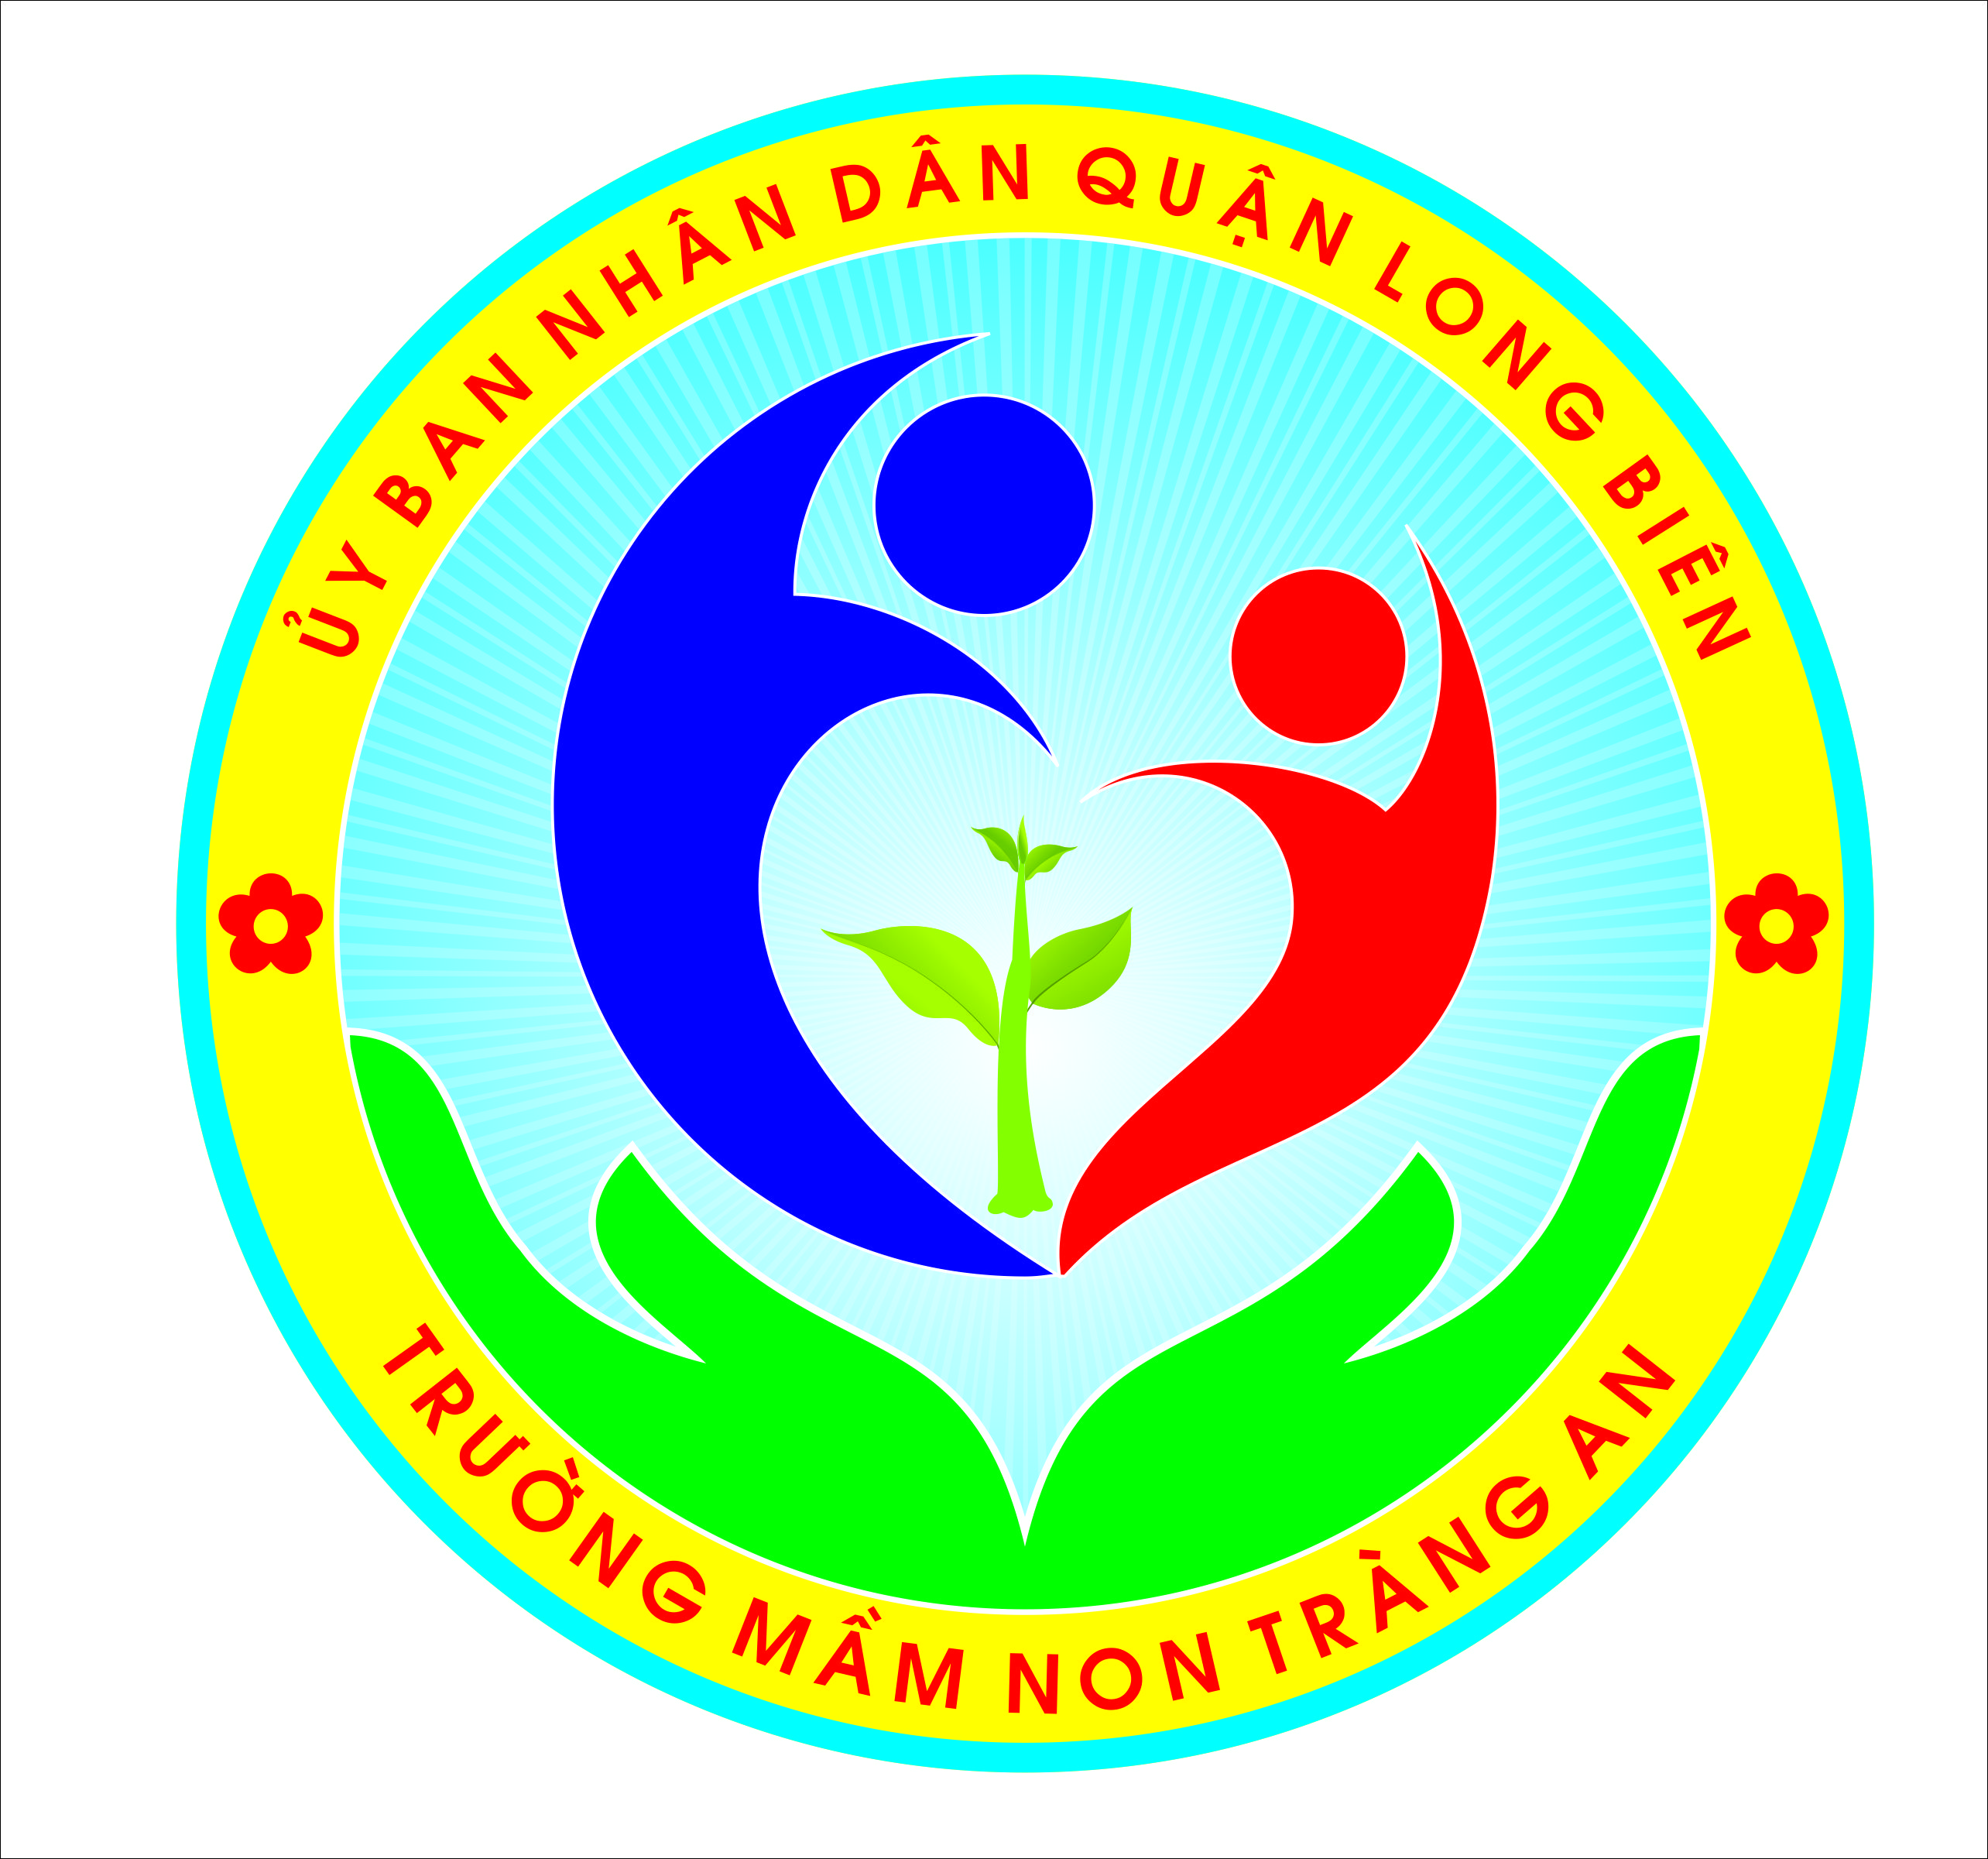 ỦY BAN NHÂN DÂN QUẬN LONG BIÊN
TRƯỜNG MẦM NON TRÀNG AN